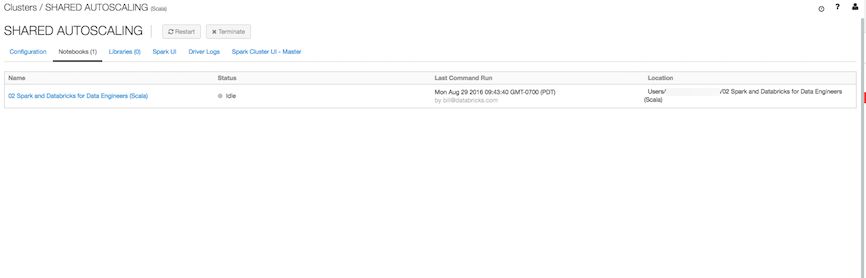 Clusters / SHARED AUTOSCALING (Scala)
?
SHARED AUTOSCALING Restart Terminate
Configuration Notebooks (1) Libraries (0) Spark UI Driver Logs Spark Cluster UI - Master
Name Status Last Command Run Location
02 Spark and Databricks for Data Engineers (Scala) Idle Mon Aug 29 2016 09:43:40 GMT-0700 (PDT) Users/ /02 Spark and Databricks for Data Engineers
by bill@databricks.com (Scala)